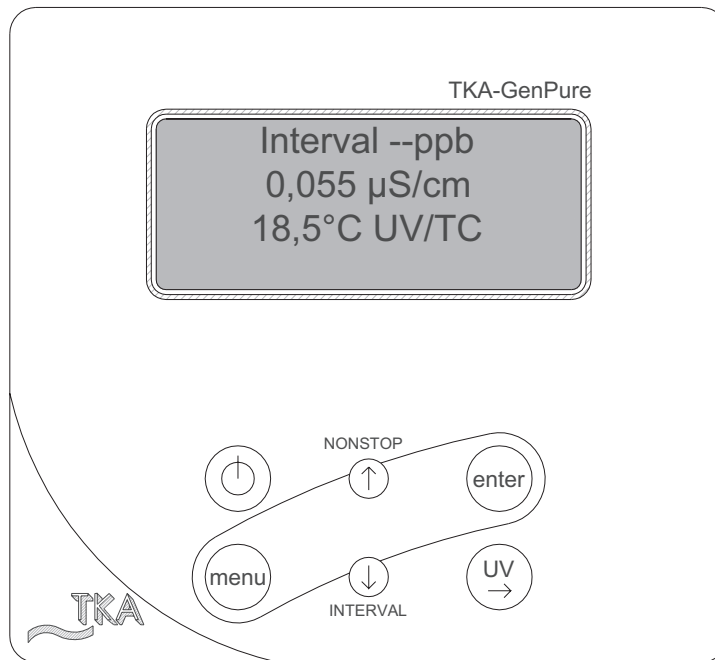 TKA-GenPure
Interval --ppb
0,055 µS/cm
18,5°C UV/TC
NONSTOP
enter
menu
UV
INTERVAL
TKA